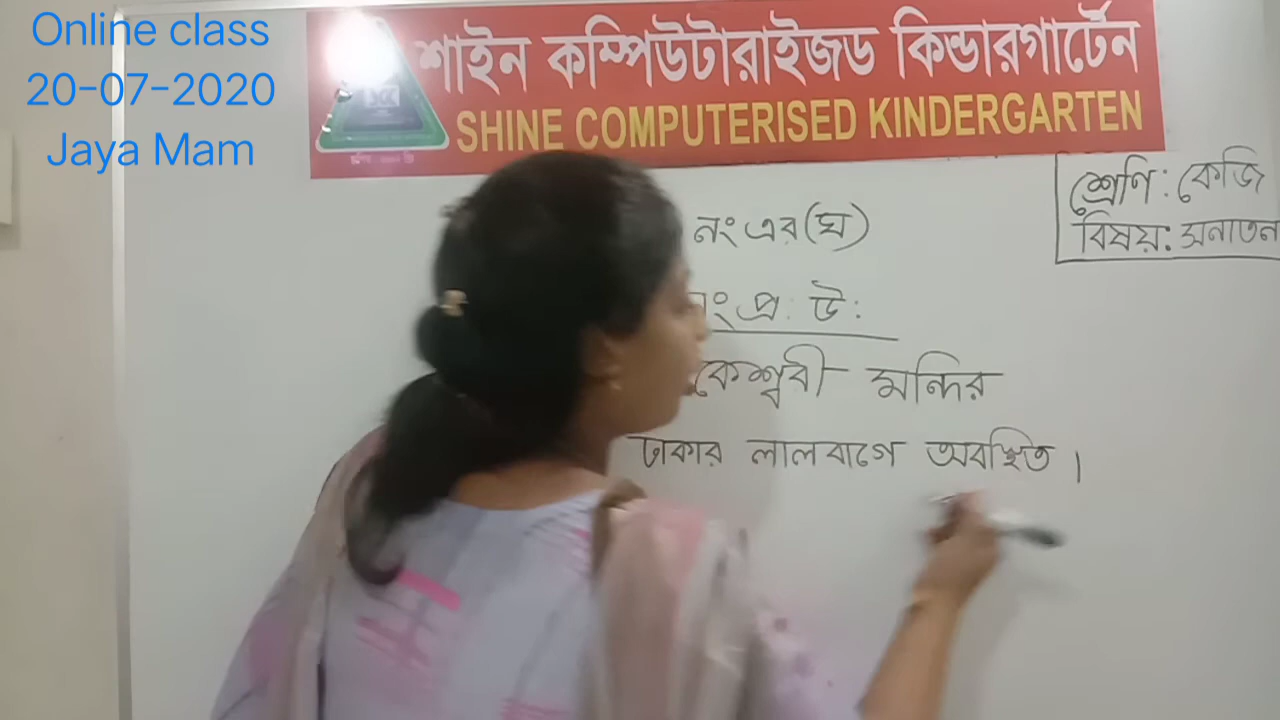 Online class
20-07-2020
Jaya Mam
শাইন কম্পিউটারাইজড কিন্ডারগার্টেন
SHINE COMPUTERISED KINDERGARTEN
শ্রেণি: কেজি
বিষয়: সনাতন
নং এর (ঘ)
নং প্র: উ:
কেশ্বরী মন্দির
ঢাকার লালবাগে অবস্থিত।